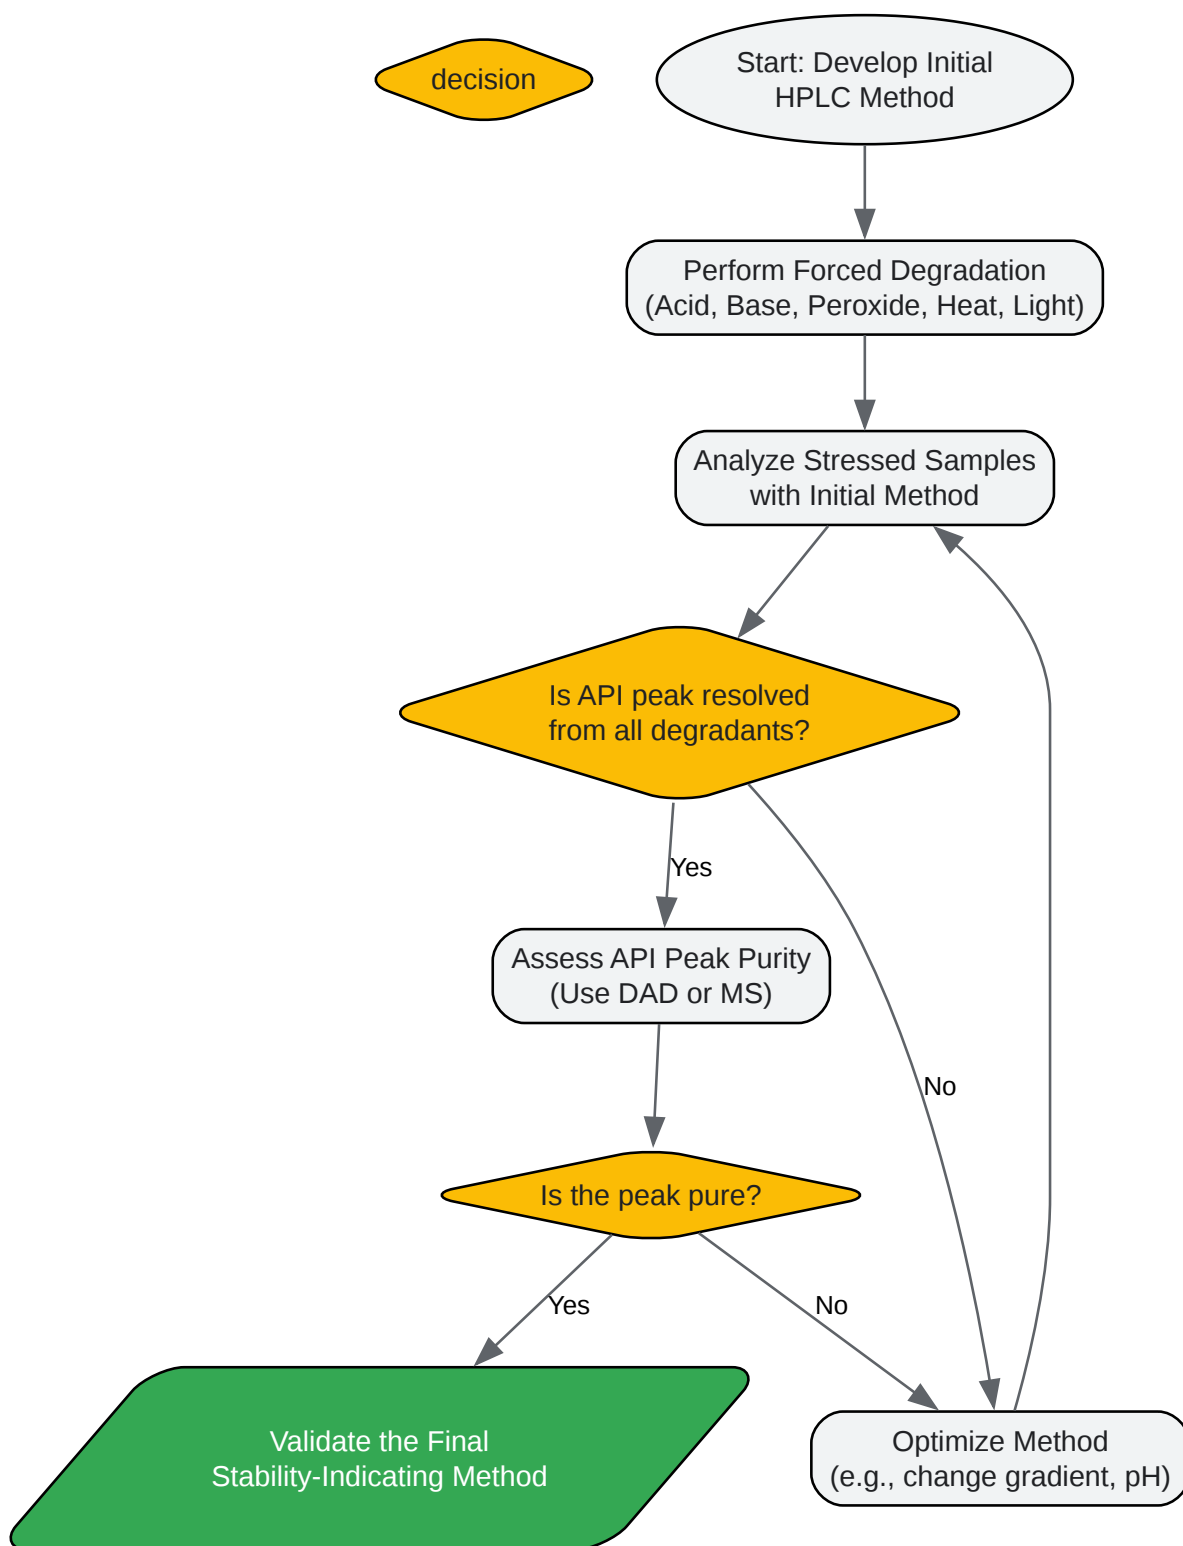 decision
Start: Develop Initial
HPLC Method
Perform Forced Degradation
(Acid, Base, Peroxide, Heat, Light)
Analyze Stressed Samples
with Initial Method
Is API peak resolved
from all degradants?
Yes
Assess API Peak Purity
(Use DAD or MS)
No
Is the peak pure?
Yes
No
Validate the Final
Stability-Indicating Method
Optimize Method
(e.g., change gradient, pH)